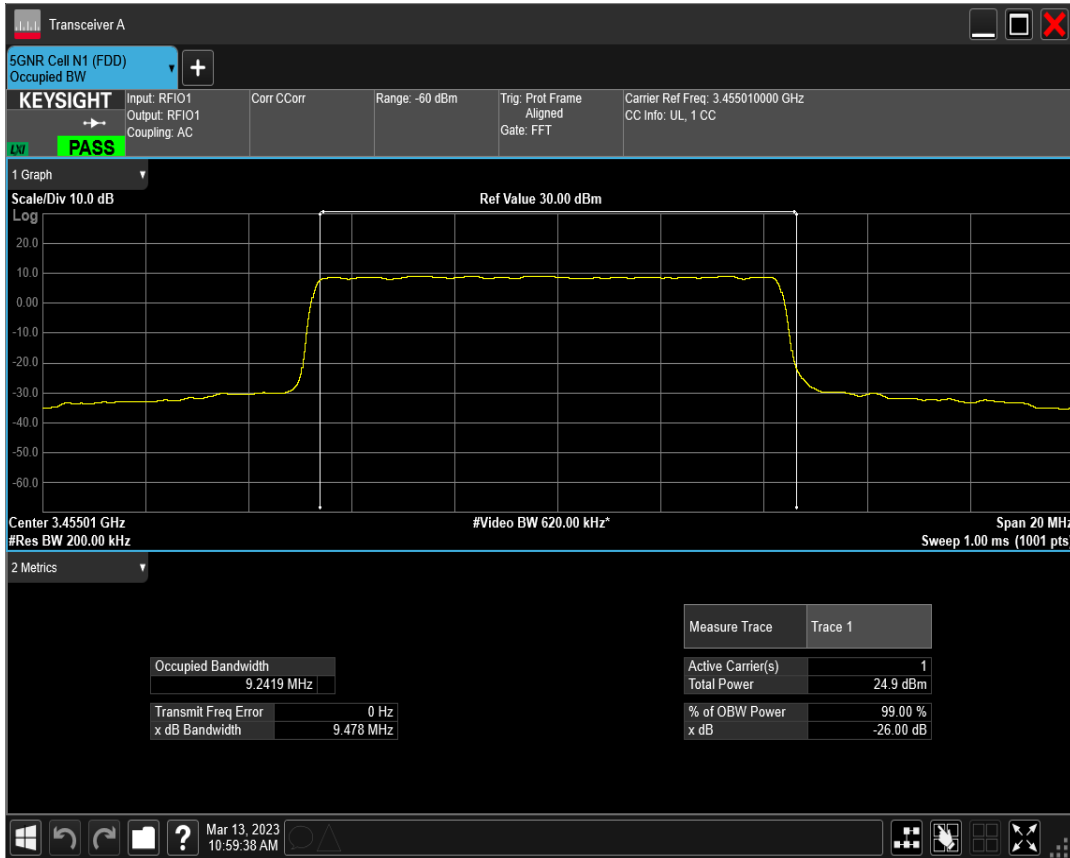 Transceiver A
5GNR Cell N1 (FDD)
Occupied BW
+
KEYSIGHT
LXI
PASS
Input: RFIO1
Output: RFIO1
Coupling: AC
Corr CCorr
Range: -60 dBm
Trig: Prot Frame
Aligned
Gate: FFT
Carrier Ref Freq: 3.455010000 GHz
CC Info: UL, 1 CC
1 Graph
Scale/Div 10.0 dB
Ref Value 30.00 dBm
Log
20.0
10.0
0.00
-10.0
-20.0
-30.0
-40.0
-50.0
-60.0
Center 3.45501 GHz
#Video BW 620.00 kHz*
Span 20 MHz
#Res BW 200.00 kHz
Sweep 1.00 ms (1001 pts)
2 Metrics
Measure Trace Trace 1
Occupied Bandwidth
9.2419 MHz
Active Carrier(s) 1
Total Power 24.9 dBm
Transmit Freq Error 0 Hz
x dB Bandwidth 9.478 MHz
% of OBW Power 99.00 %
x dB -26.00 dB
?
Mar 13, 2023
10:59:38 AM